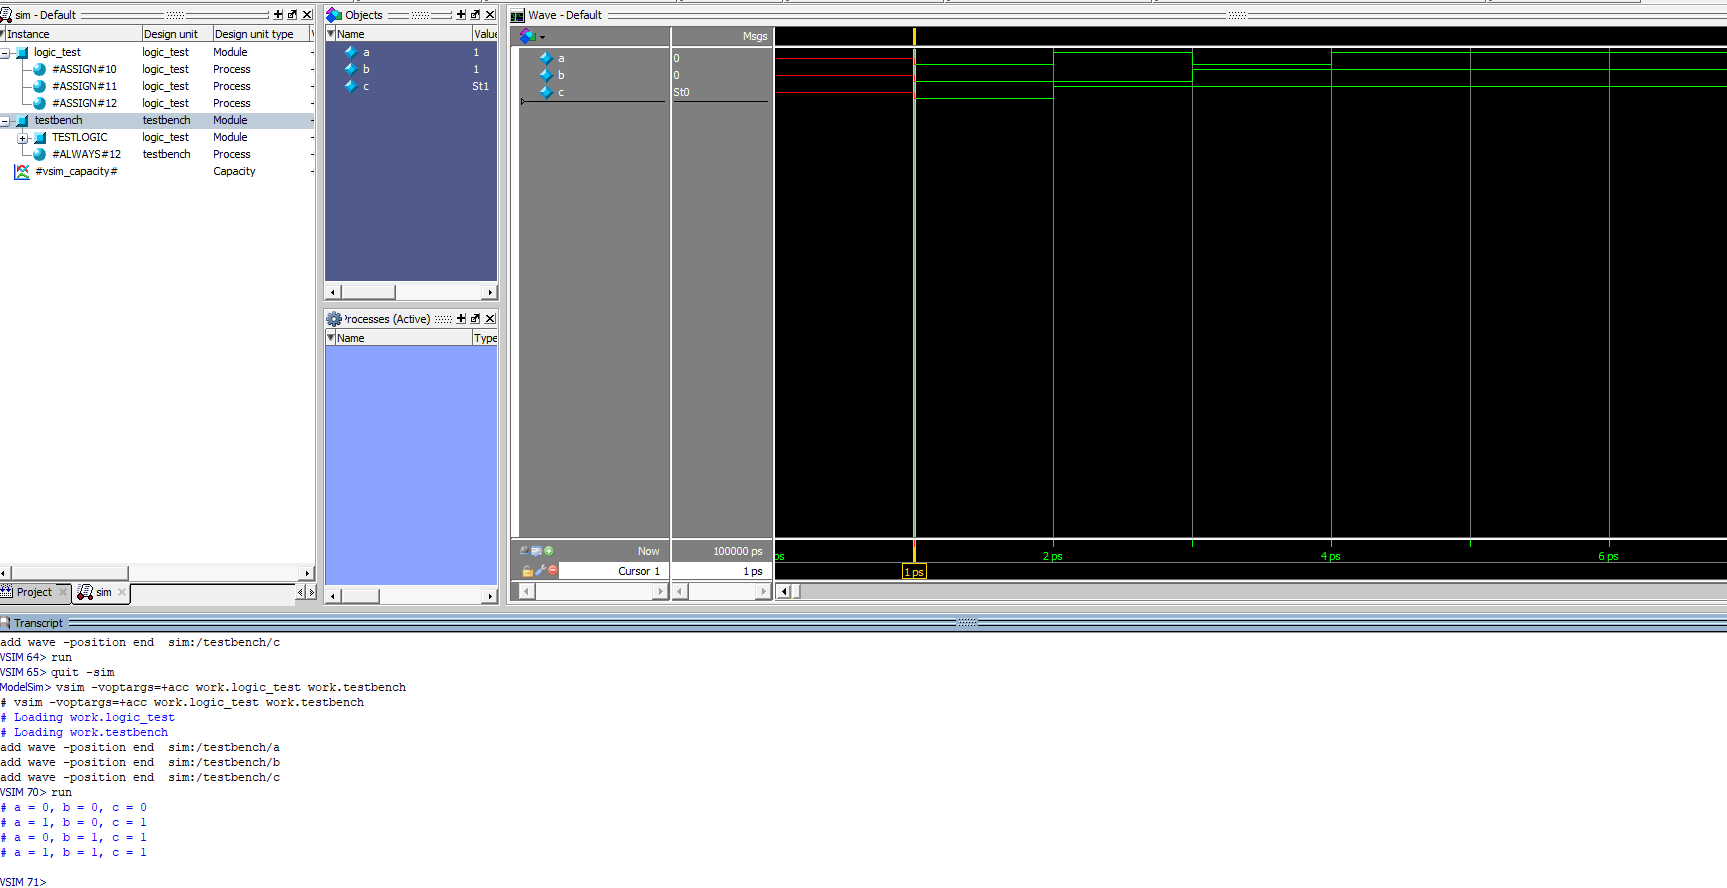 sim - Default
Instance Design unit Design unit type
logic_test logic_test Module
#ASSIGN#10 logic_test Process
#ASSIGN#11 logic_test Process
#ASSIGN#12 logic_test Process
testbench testbench Module
TESTLOGIC logic_test Module
#ALWAYS#12 testbench Process
#vsim_capacity# Capacity
Project sim
Objects
Name Value
a 1
b 1
c St1
Processes (Active)
Name Type
Wave - Default
Msgs
a 0
b 0
c St0
Now 100000 ps
Cursor 1 1 ps
ps 2 ps 4 ps 6 ps
1 ps
Transcript
add wave -position end sim:/testbench/c
VSIM 64> run
VSIM 65> quit -sim
ModelSim> vsim -voptargs=+acc work.logic_test work.testbench
# vsim -voptargs=+acc work.logic_test work.testbench
# Loading work.logic_test
# Loading work.testbench
add wave -position end sim:/testbench/a
add wave -position end sim:/testbench/b
add wave -position end sim:/testbench/c
VSIM 70> run
# a = 0, b = 0, c = 0
# a = 1, b = 0, c = 1
# a = 0, b = 1, c = 1
# a = 1, b = 1, c = 1
VSIM 71>